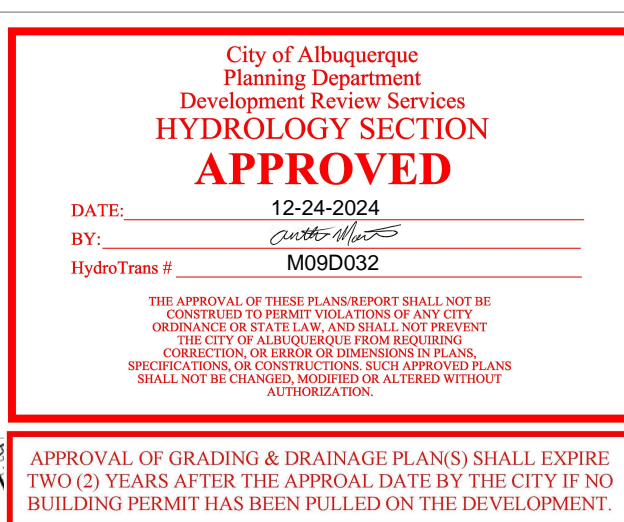 City of Albuquerque
Planning Department
Development Review Services
HYDROLOGY SECTION
APPROVED
DATE: 12-24-2024
BY:
HydroTrans # M09D032
THE APPROVAL OF THESE PLANS/REPORT SHALL NOT BE
CONSTRUED TO PERMIT VIOLATIONS OF ANY CITY
ORDINANCE OR STATE LAW, AND SHALL NOT PREVENT
THE CITY OF ALBUQUERQUE FROM REQUIRING
CORRECTION, OR ERROR OR DIMENSIONS IN PLANS,
SPECIFICATIONS, OR CONSTRUCTIONS. SUCH APPROVED PLANS
SHALL NOT BE CHANGED, MODIFIED OR ALTERED WITHOUT
AUTHORIZATION.
APPROVAL OF GRADING & DRAINAGE PLAN(S) SHALL EXPIRE
TWO (2) YEARS AFTER THE APPROAL DATE BY THE CITY IF NO
BUILDING PERMIT HAS BEEN PULLED ON THE DEVELOPMENT.